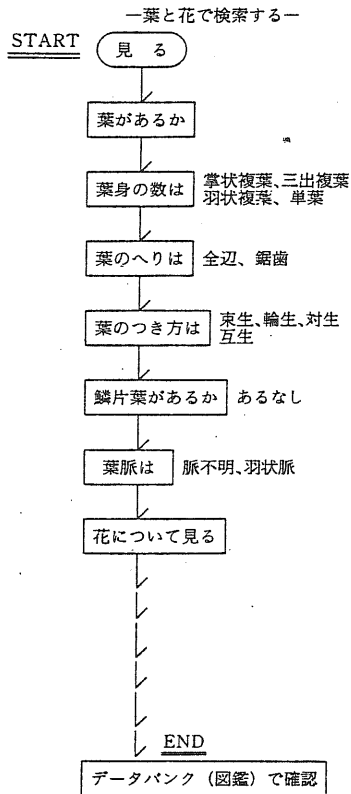 ―葉と花で検索する―
START
見る
葉があるか
葉身の数は
掌状複葉、三出複葉
羽状複葉、単葉
葉のへりは
全辺、鋸歯
葉のつき方は
束生、輪生、対生
互生
鱗片葉があるか
あるなし
葉脈は
脈不明、羽状脈
花について見る
END
データバンク（図鑑）で確認